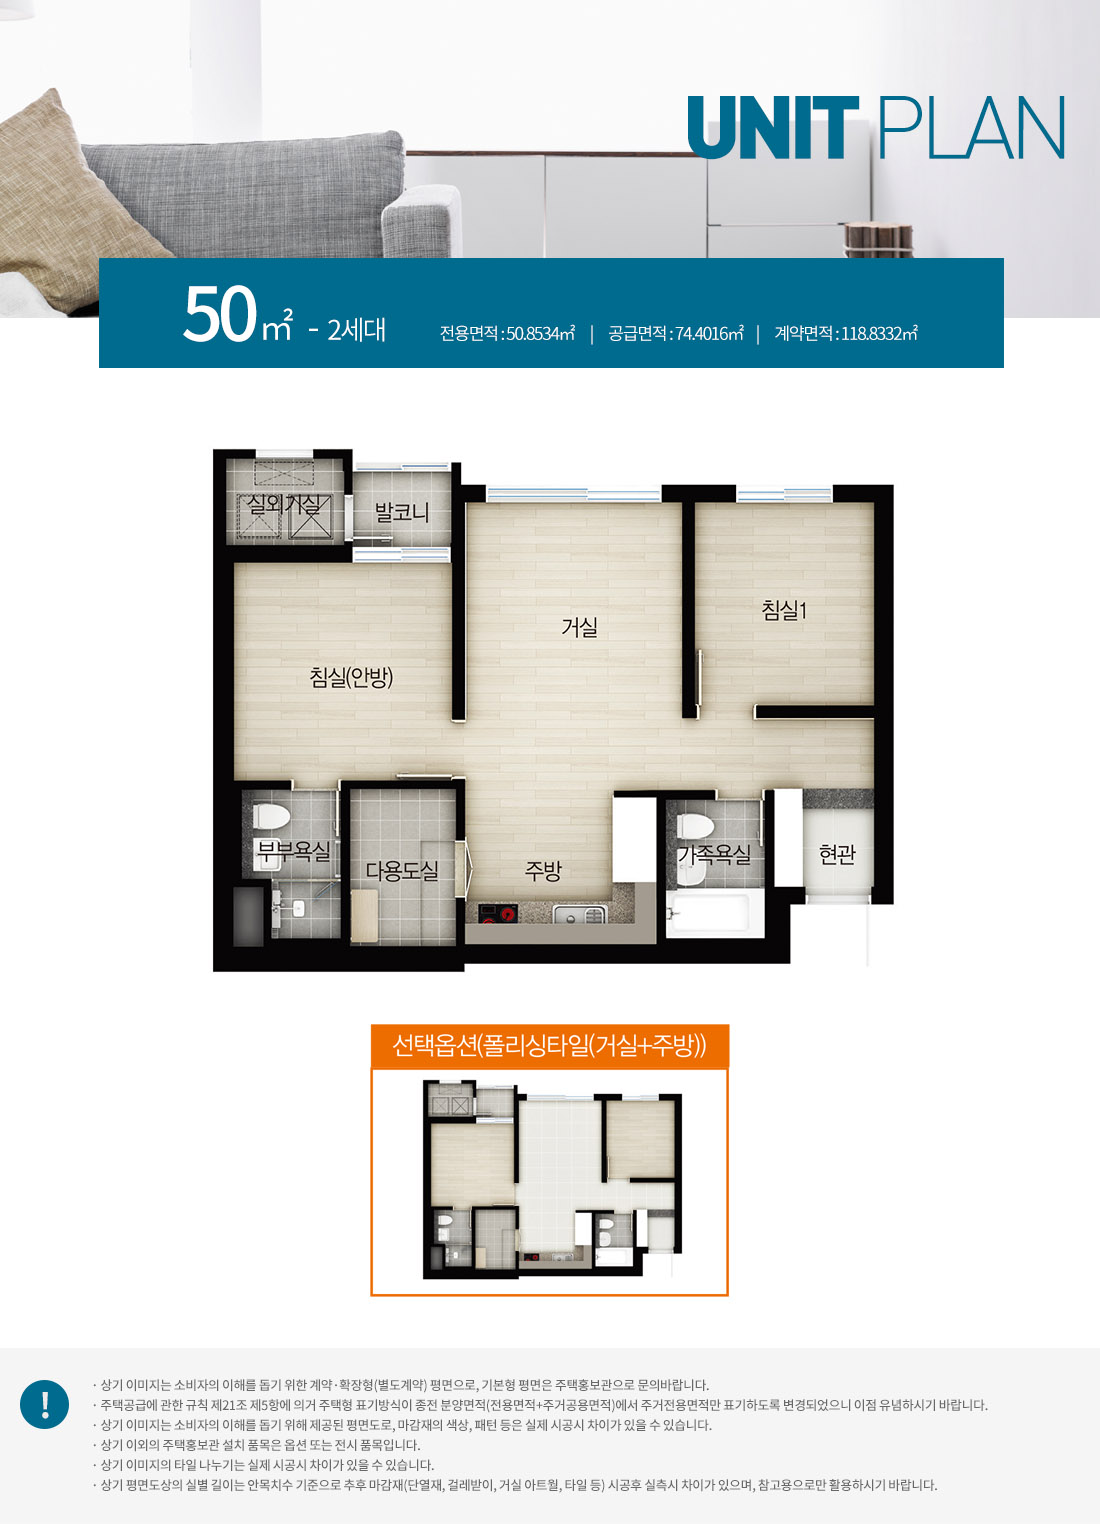 UNIT PLAN
50㎡ - 2세대
전용면적 : 50.8534㎡ | 공급면적 : 74.4016㎡ | 계약면적 : 118.8332㎡
실외기실
발코니
거실
침실1
침실(안방)
부부욕실
다용도실
주방
가족욕실
현관
선택옵션(폴리싱타일(거실+주방))
!
· 상기 이미지는 소비자의 이해를 돕기 위한 계약·확장형(별도계약) 평면으로, 기본형 평면은 주택홍보관으로 문의바랍니다.
· 주택공급에 관한 규칙 제21조 제5항에 의거 주택형 표기방식이 종전 분양면적(전용면적+주거공용면적)에서 주거전용면적만 표기하도록 변경되었으니 이점 유념하시기 바랍니다.
· 상기 이미지는 소비자의 이해를 돕기 위해 제공된 평면도로, 마감재의 색상, 패턴 등은 실제 시공시 차이가 있을 수 있습니다.
· 상기 이외의 주택홍보관 설치 품목은 옵션 또는 전시 품목입니다.
· 상기 이미지의 타일 나누기는 실제 시공시 차이가 있을 수 있습니다.
· 상기 평면도상의 실별 길이는 안목치수 기준으로 추후 마감재(단열재, 걸레받이, 거실 아트월, 타일 등) 시공후 실측시 차이가 있으며, 참고용으로만 활용하시기 바랍니다.